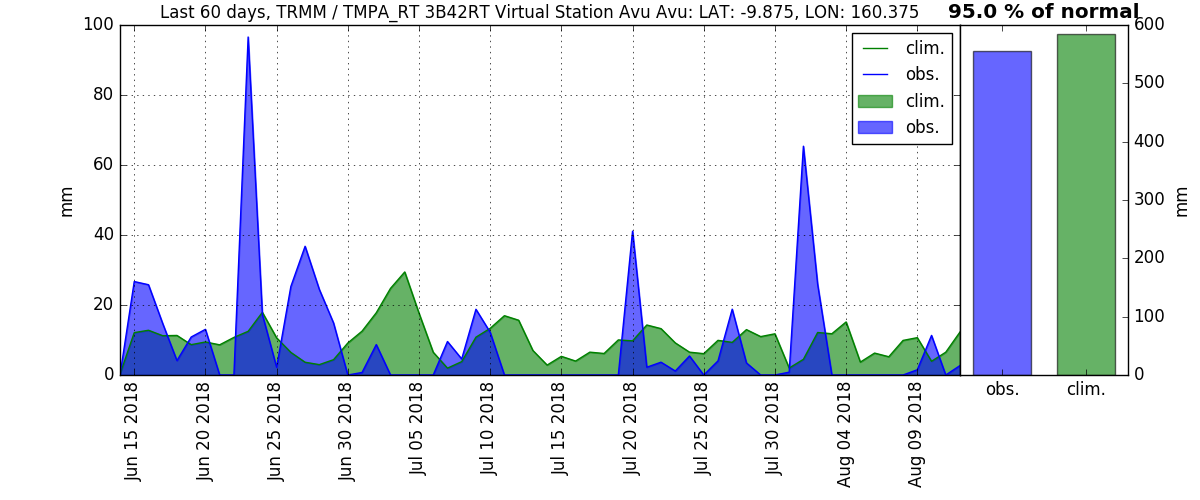 Last 60 days, TRMM / TMPA_RT 3B42RT Virtual Station Avu Avu: LAT: -9.875, LON: 160.375
95.0 % of normal
100
80
60
40
20
0
mm
clim.
obs.
clim.
obs.
600
500
400
300
200
100
0
mm
Jun 15 2018
Jun 20 2018
Jun 25 2018
Jun 30 2018
Jul 05 2018
Jul 10 2018
Jul 15 2018
Jul 20 2018
Jul 25 2018
Jul 30 2018
Aug 04 2018
Aug 09 2018
obs.
clim.